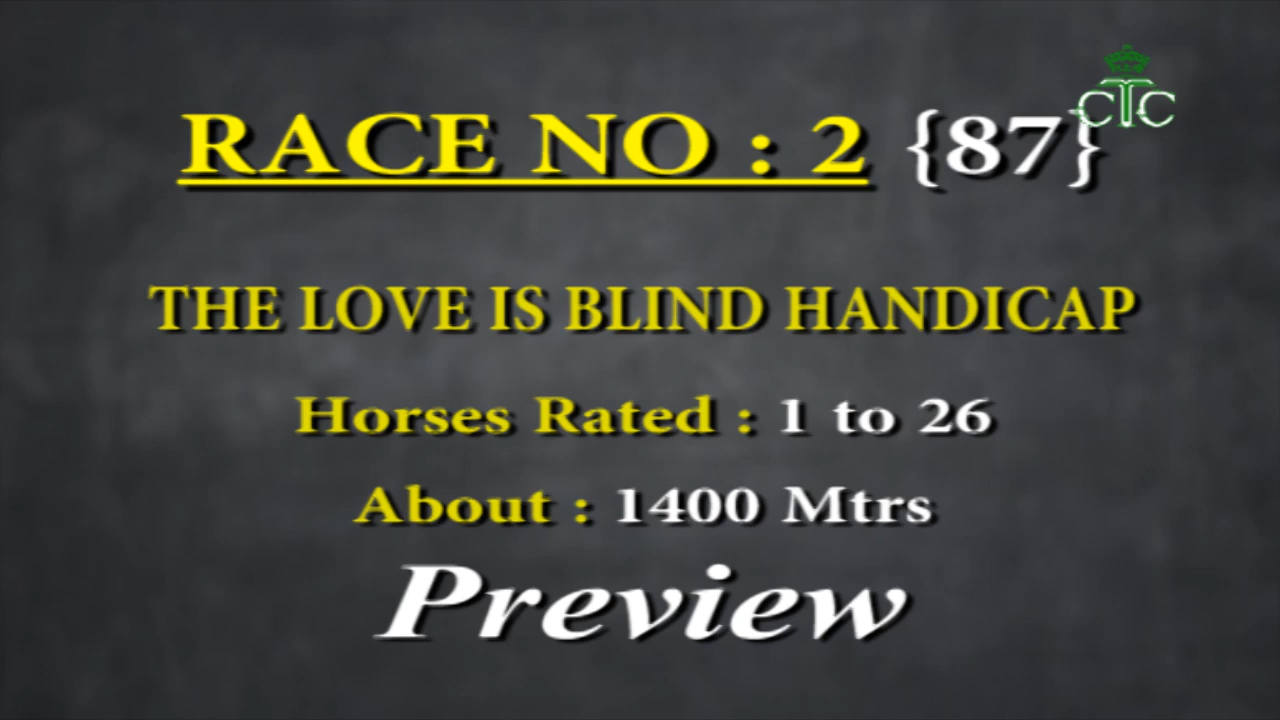 RACE NO : 2 {87}
CTC
THE LOVE IS BLIND HANDICAP
Horses Rated : 1 to 26
About : 1400 Mtrs
Preview